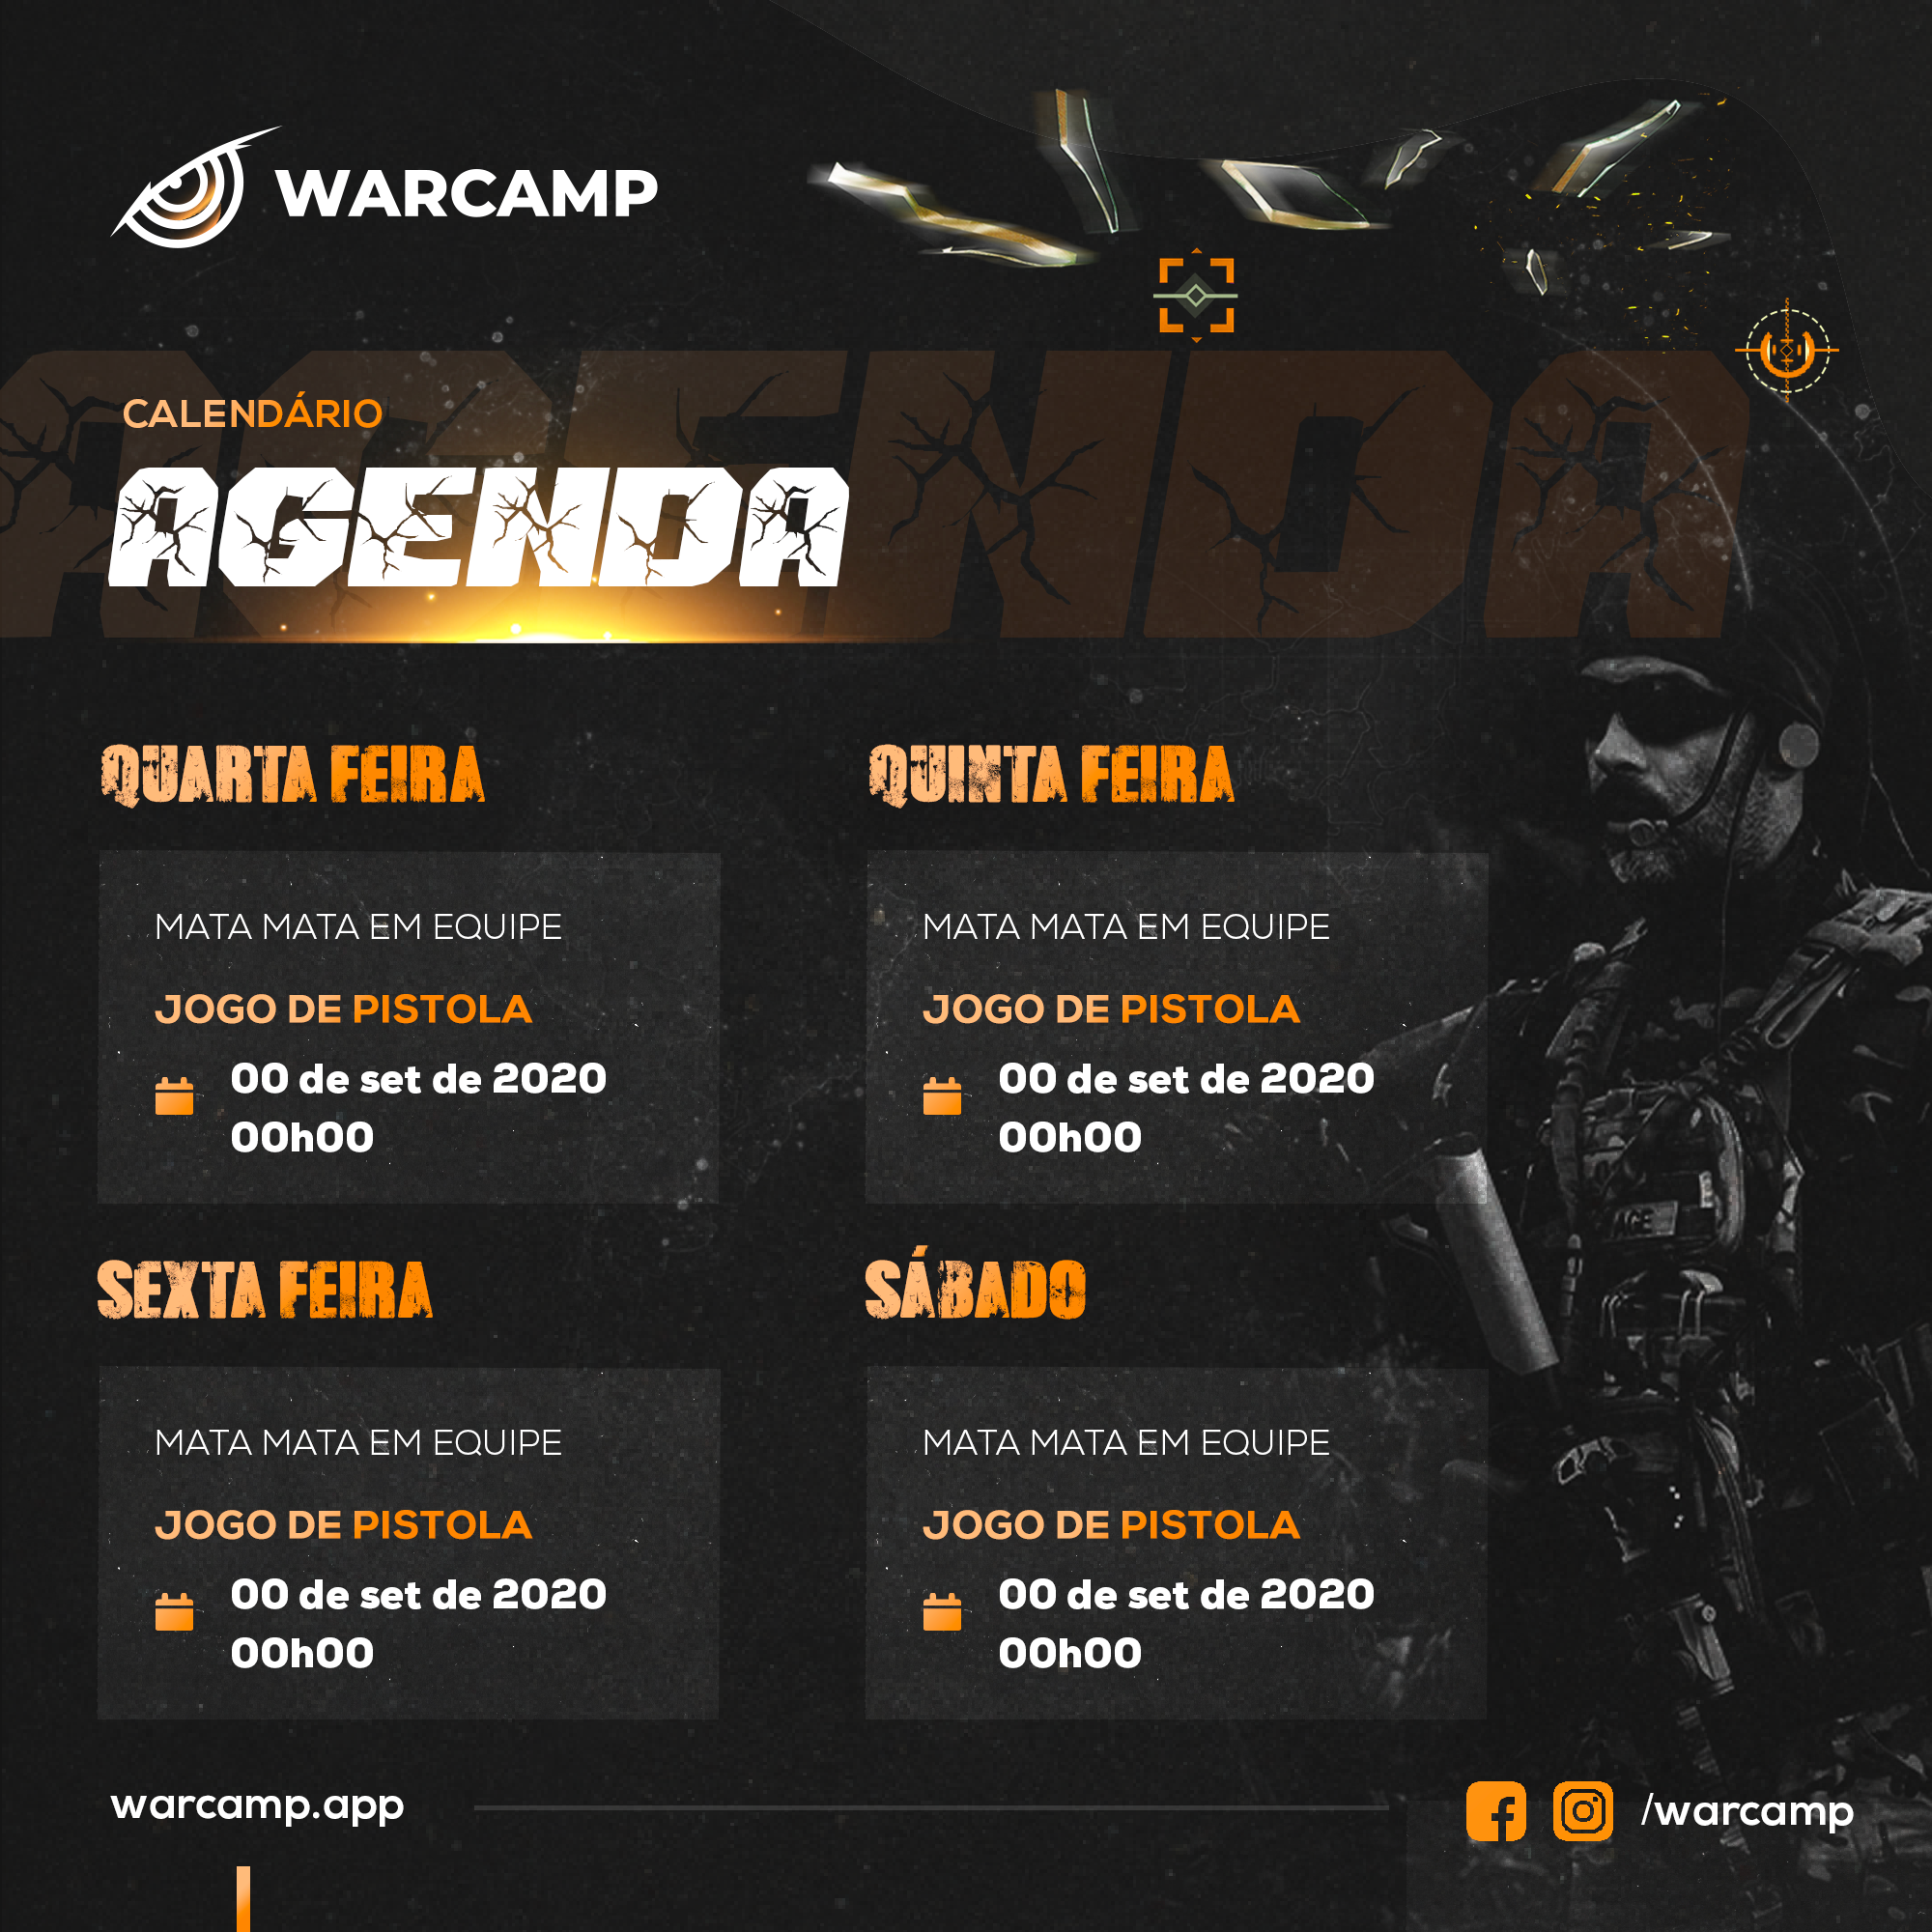 WARCAMP
CALENDÁRIO
AGENDA
AGENDA
QUARTA FEIRA
MATA MATA EM EQUIPE
JOGO DE PISTOLA
00 de set de 2020
00h00
QUINTA FEIRA
MATA MATA EM EQUIPE
JOGO DE PISTOLA
00 de set de 2020
00h00
SEXTA FEIRA
MATA MATA EM EQUIPE
JOGO DE PISTOLA
00 de set de 2020
00h00
SÁBADO
MATA MATA EM EQUIPE
JOGO DE PISTOLA
00 de set de 2020
00h00
warcamp.app
/warcamp